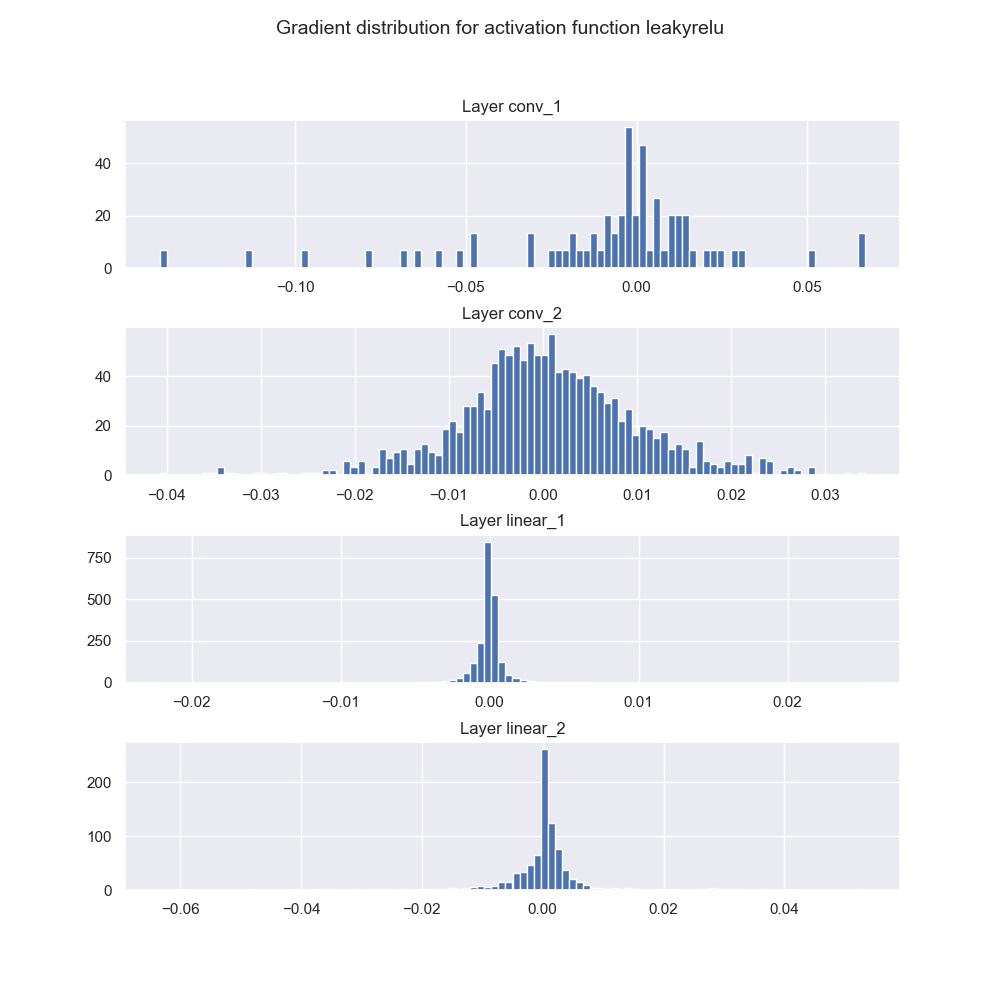 Gradient distribution for activation function leakyrelu
Layer conv_1
40
20
0
−0.10 −0.05 0.00 0.05
Layer conv_2
40
20
0
−0.04 −0.03 −0.02 −0.01 0.00 0.01 0.02 0.03
Layer linear_1
750
500
250
0
−0.02 −0.01 0.00 0.01 0.02
Layer linear_2
200
100
0
−0.06 −0.04 −0.02 0.00 0.02 0.04